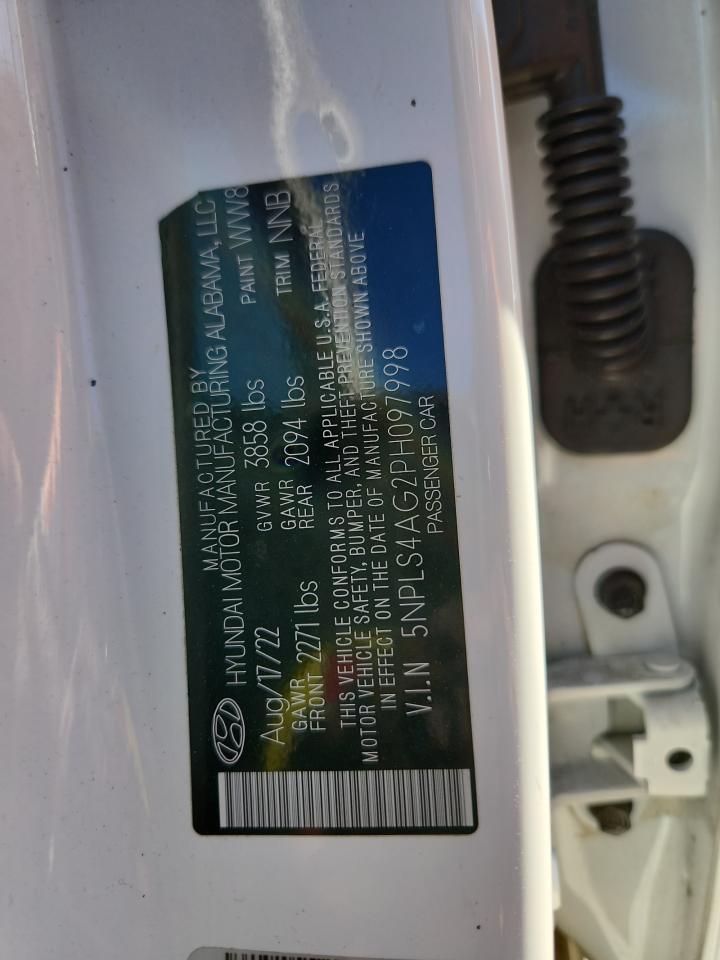 MANUFACTURED BY
HYUNDAI MOTOR MANUFACTURING ALABAMA, LLC
Aug/17/22 GVWR 3858 lbs PAINT WW8
GAWR FRONT 2271 lbs GAWR REAR 2094 lbs TRIM NNB
THIS VEHICLE CONFORMS TO ALL APPLICABLE U.S.A. FEDERAL
MOTOR VEHICLE SAFETY, BUMPER, AND THEFT PREVENTION STANDARDS
IN EFFECT ON THE DATE OF MANUFACTURE SHOWN ABOVE
V.I.N 5NPLS4AG2PH097998
PASSENGER CAR